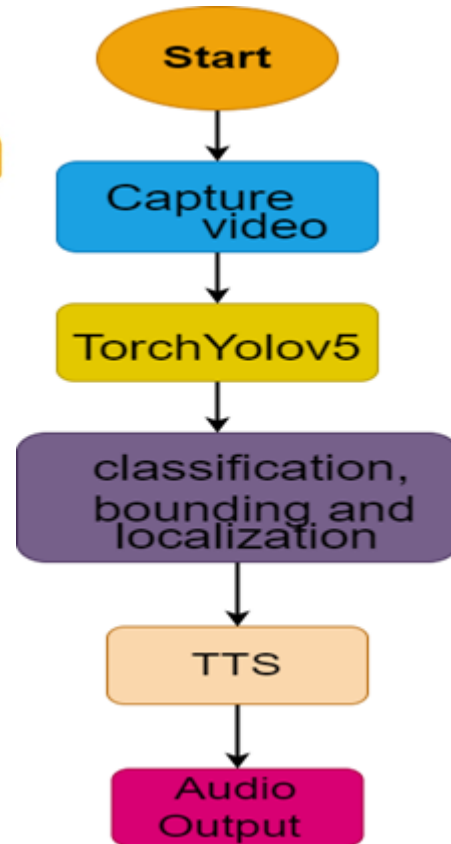 Start
Capture
video
TorchYolov5
classification,
bounding and
localization
TTS
Audio
Output